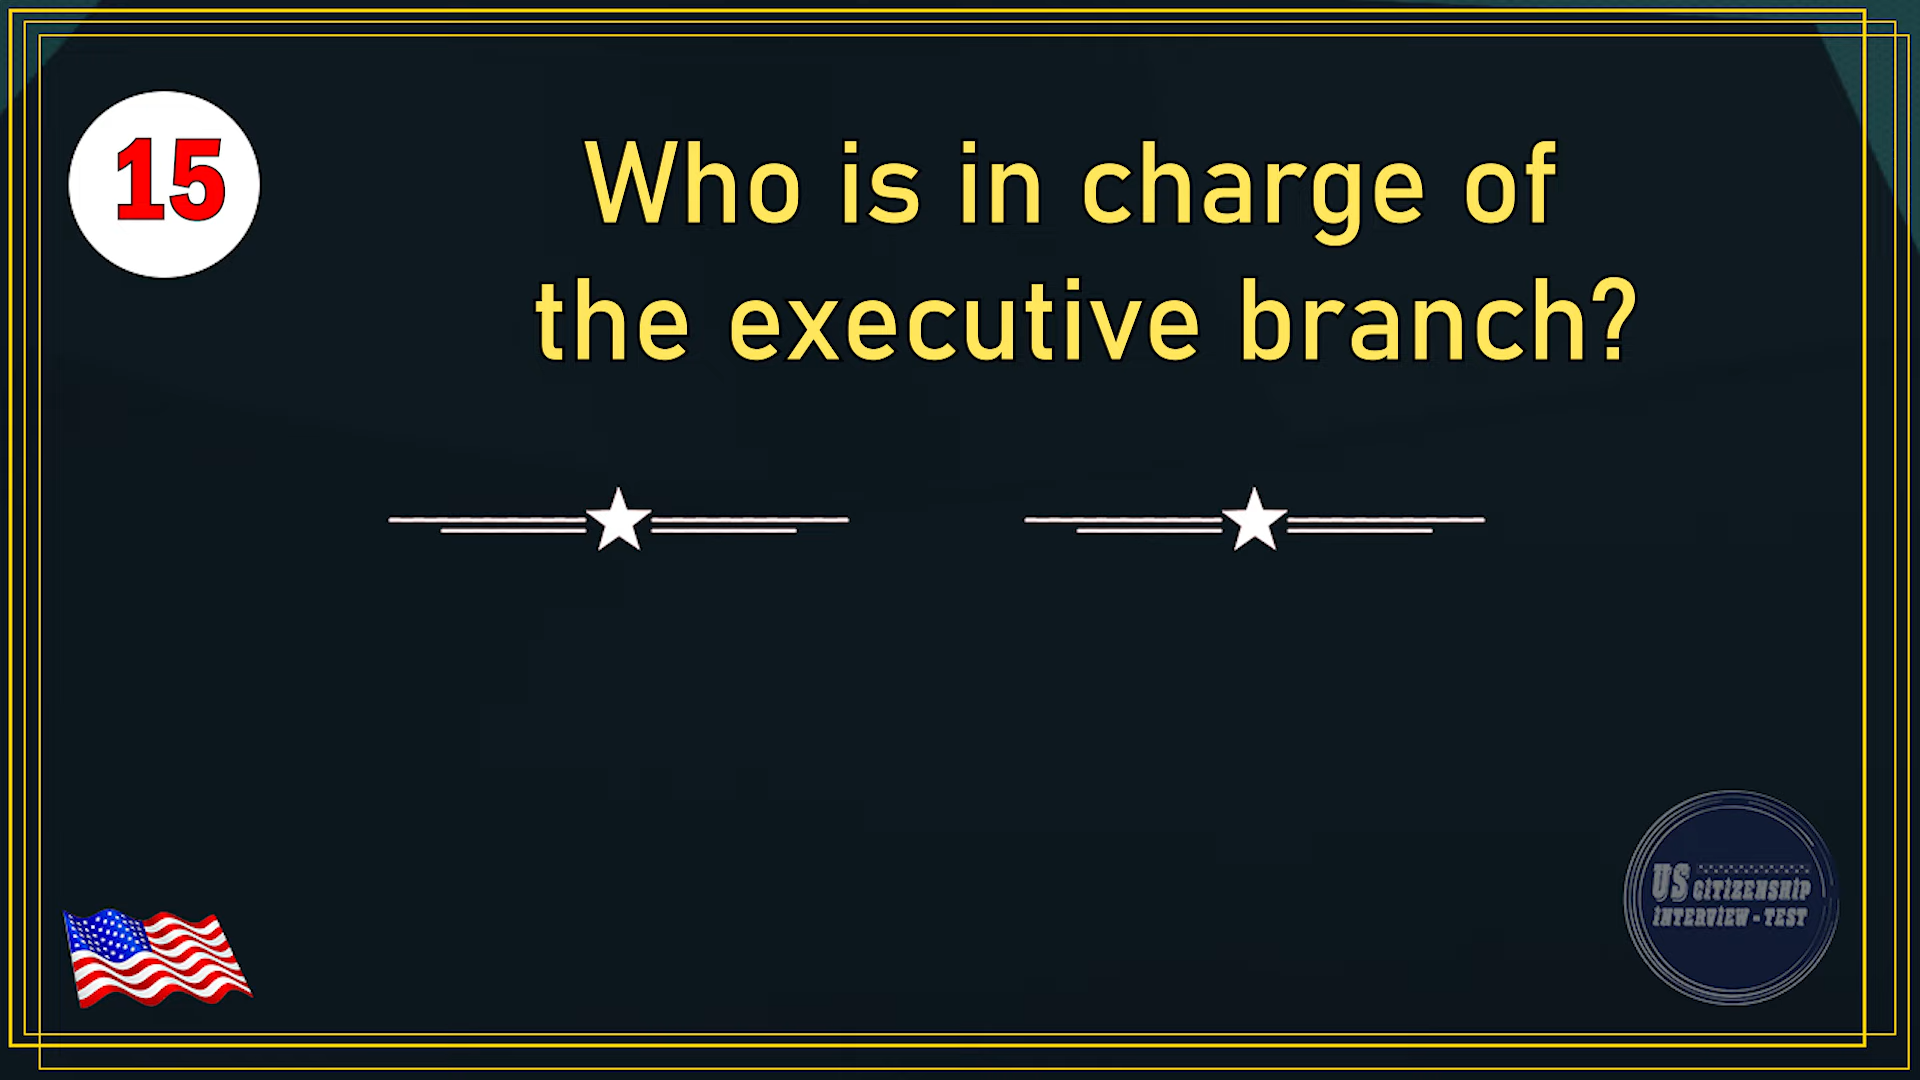 15
Who is in charge of
the executive branch?
US CITIZENSHIP
INTERVIEW - TEST